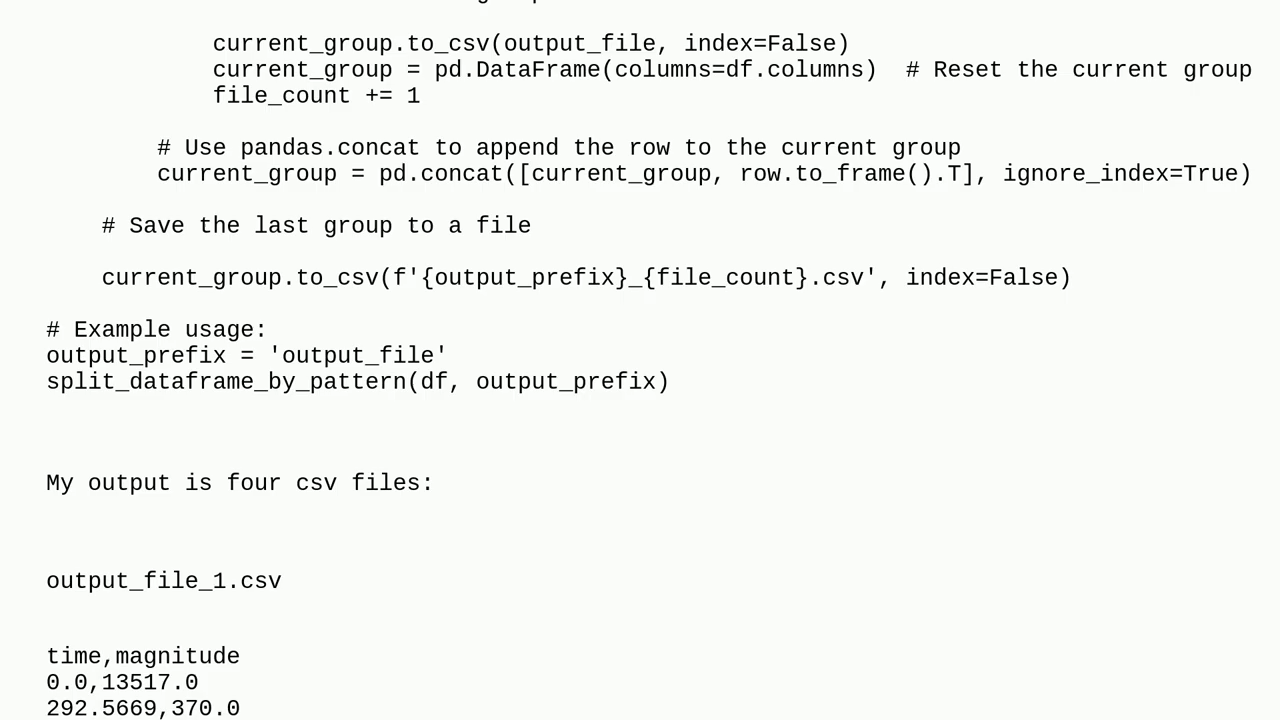 current_group.to_csv(output_file, index=False)
current_group = pd.DataFrame(columns=df.columns)  # Reset the current group
file_count += 1
# Use pandas.concat to append the row to the current group
current_group = pd.concat([current_group, row.to_frame().T], ignore_index=True)
# Save the last group to a file
current_group.to_csv(f'{output_prefix}_{file_count}.csv', index=False)
# Example usage:
output_prefix = 'output_file'
split_dataframe_by_pattern(df, output_prefix)
My output is four csv files:
output_file_1.csv
time,magnitude
0.0,13517.0
292.5669,370.0